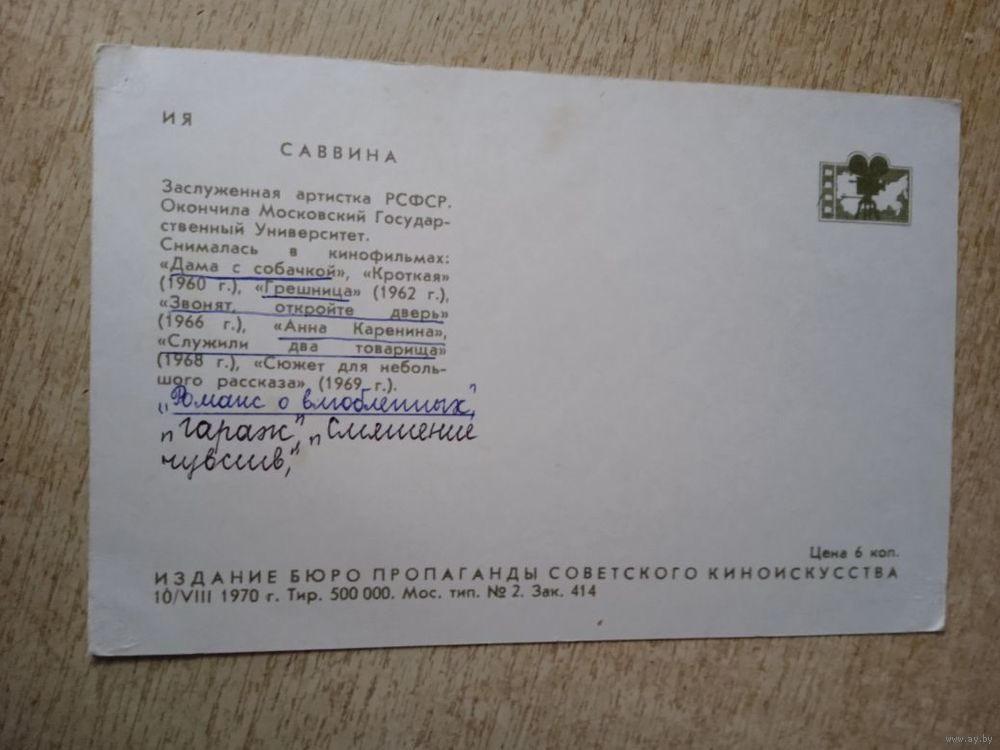 ИЯ
САВВИНА
Заслуженная артистка РСФСР.
Окончила Московский Государ-
ственный Университет.
Снималась в кинофильмах:
«Дама с собачкой», «Кроткая»
(1960 г.), «Грешница» (1962 г.),
«Звонят, откройте дверь»
(1966 г.), «Анна Каренина»,
«Служили два товарища»
(1968 г.), «Сюжет для неболь-
шого рассказа» (1969 г.).
„Романс о влюбленных",
„Гараж", „Смятение
чувств",
Цена 6 коп.
ИЗДАНИЕ БЮРО ПРОПАГАНДЫ СОВЕТСКОГО КИНОИСКУССТВА
10/VIII 1970 г. Тир. 500 000. Мос. тип. № 2. Зак. 414
www.ay.by